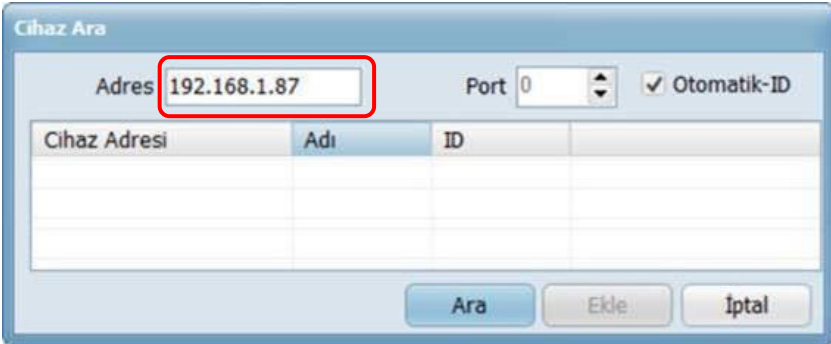 Cihaz Ara
Adres 192.168.1.87 Port 0 Otomatik-ID
Cihaz Adresi Adı ID
Ara Ekle İptal